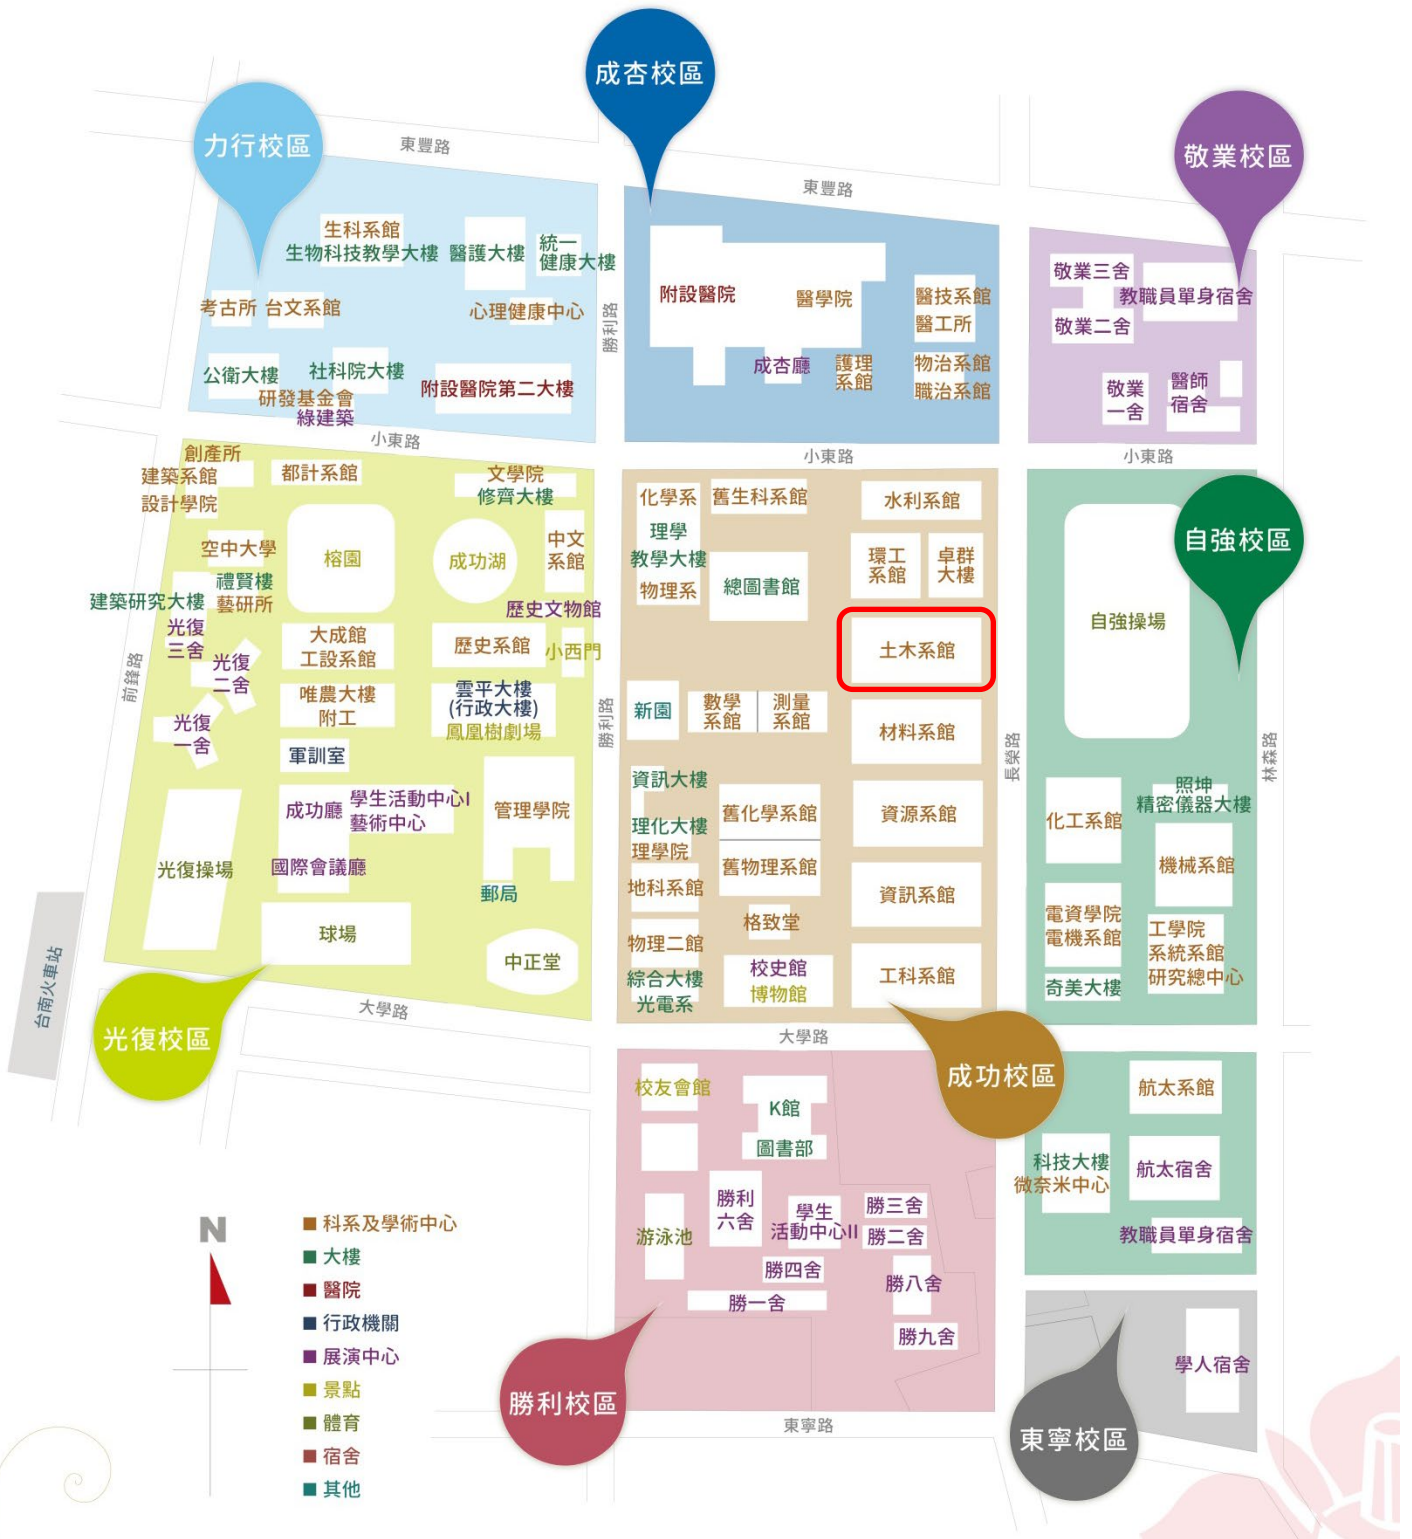 成杏校區
力行校區
敬業校區
東豐路
東豐路
生科系館
生物科技教學大樓
醫護大樓
統一
健康大樓
考古所
台文系館
心理健康中心
公衛大樓
社科院大樓
研發基金會
綠建築
附設醫院第二大樓
勝利路
附設醫院
醫學院
醫技系館
醫工所
成杏廳
護理
系館
物治系館
職治系館
敬業三舍
教職員單身宿舍
敬業二舍
敬業
一舍
醫師
宿舍
小東路
小東路
小東路
創產所
建築系館
設計學院
都計系館
文學院
修齊大樓
空中大學
榕園
成功湖
中文
系館
禮賢樓
建築研究大樓
藝研所
歷史文物館
光復
三舍
大成館
工設系館
歷史系館
小西門
光復
二舍
唯農大樓
附工
雲平大樓
(行政大樓)
鳳凰樹劇場
光復
一舍
軍訓室
成功廳
學生活動中心I
藝術中心
管理學院
國際會議廳
光復操場
郵局
球場
中正堂
前鋒路
勝利路
台南火車站
大學路
光復校區
化學系
舊生科系館
水利系館
理學
教學大樓
物理系
總圖書館
環工
系館
卓群
大樓
土木系館
新園
數學
系館
測量
系館
材料系館
資訊大樓
理化大樓
理學院
舊化學系館
資源系館
舊物理系館
地科系館
資訊系館
格致堂
物理二館
校史館
博物館
工科系館
綜合大樓
光電系
長榮路
大學路
成功校區
自強校區
自強操場
林森路
照坤
精密儀器大樓
化工系館
機械系館
電資學院
電機系館
工學院
系統系館
研究總中心
奇美大樓
航太系館
科技大樓
微奈米中心
航太宿舍
教職員單身宿舍
校友會館
K館
圖書部
勝利
六舍
學生
活動中心II
勝三舍
勝二舍
游泳池
勝四舍
勝八舍
勝一舍
勝九舍
勝利校區
東寧路
學人宿舍
東寧校區
N
科系及學術中心
大樓
醫院
行政機關
展演中心
景點
體育
宿舍
其他